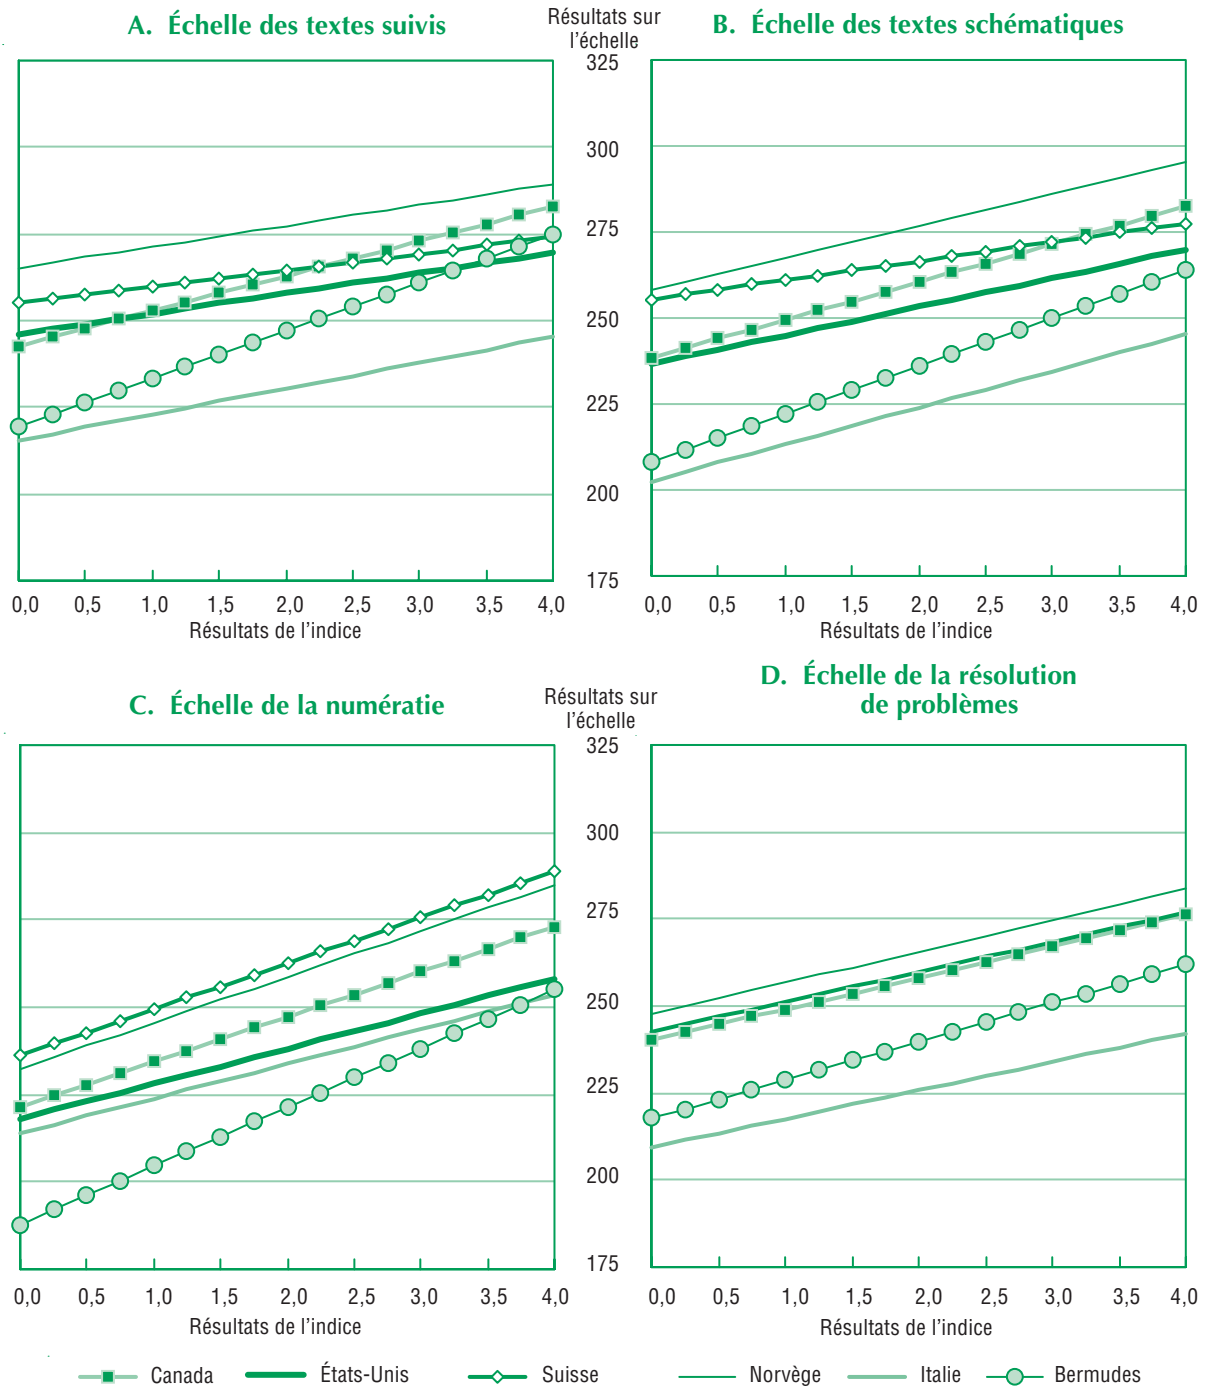 A. Échelle des textes suivis
Résultats sur
l'échelle
B. Échelle des textes schématiques
325
300
275
250
225
200
175
0,0 0,5 1,0 1,5 2,0 2,5 3,0 3,5 4,0
Résultats de l'indice
0,0 0,5 1,0 1,5 2,0 2,5 3,0 3,5 4,0
Résultats de l'indice
C. Échelle de la numératie
Résultats sur
l'échelle
D. Échelle de la résolution
de problèmes
325
300
275
250
225
200
175
0,0 0,5 1,0 1,5 2,0 2,5 3,0 3,5 4,0
Résultats de l'indice
0,0 0,5 1,0 1,5 2,0 2,5 3,0 3,5 4,0
Résultats de l'indice
Canada États-Unis Suisse Norvège Italie Bermudes